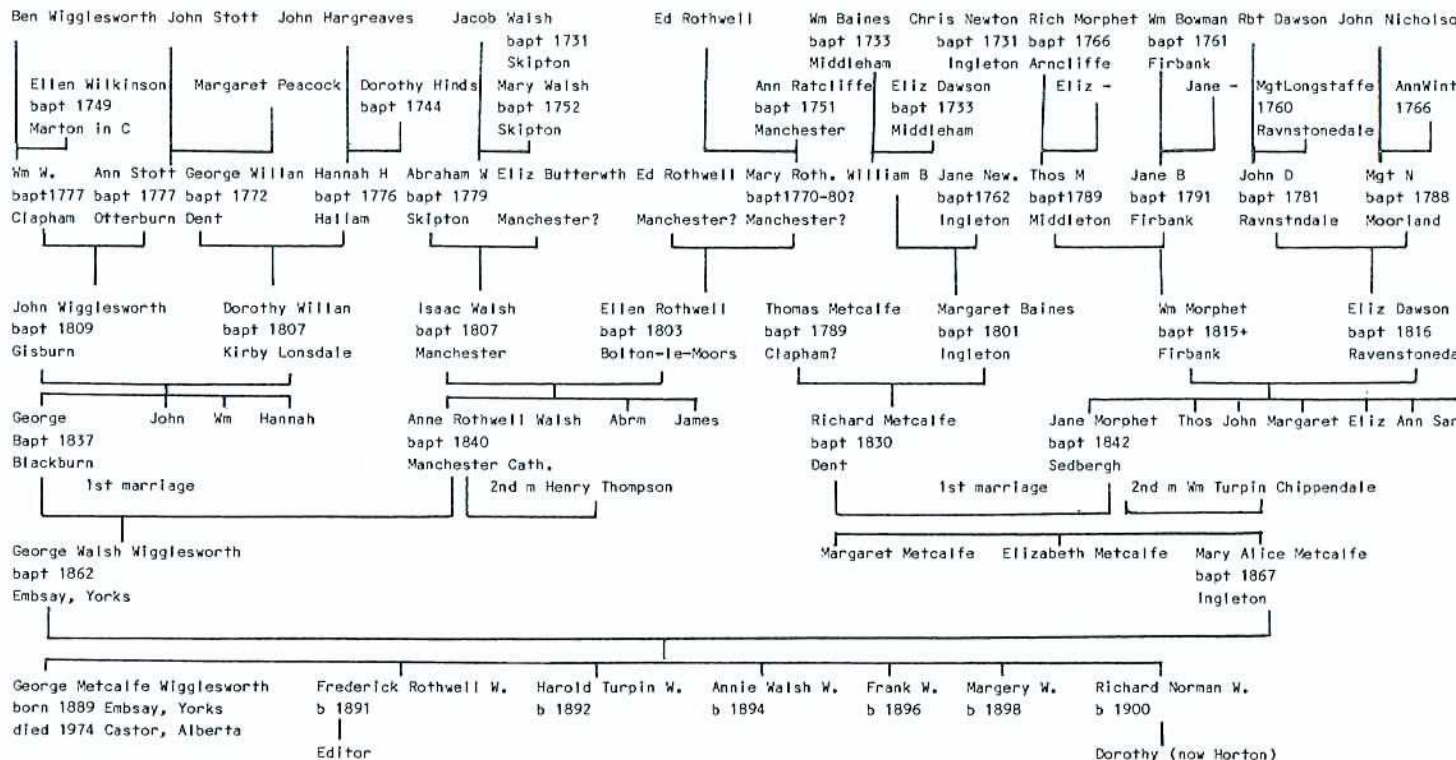 Ben Wigglesworth John Stott John Hargreaves Jacob Walsh Ed Rothwell Wm Baines Chris Newton Rich Morphet Wm Bowman Rbt Dawson John Nicholso
bapt 1731 bapt 1733 bapt 1731 bapt 1766 bapt 1761
Skipton Middleham Ingleton Arncliffe Firbank
Ellen Wilkinson Margaret Peacock Dorothy Hinds Mary Walsh Ann Ratcliffe Eliz Dawson Eliz - Jane - MgtLongstaffe AnnWint
bapt 1749 bapt 1744 bapt 1752 bapt 1751 bapt 1733 1760 1766
Marton in C Skipton Manchester Middleham Ravnstonedale
Wm W. Ann Stott George Willan Hannah H Abraham W Eliz Butterwth Ed Rothwell Mary Roth. William B Jane New. Thos M Jane B John D Mgt N
bapt1777 bapt 1777 bapt 1772 bapt 1776 bapt 1779 bapt1770-80? bapt1762 bapt1789 bapt 1791 bapt 1781 bapt 1788
Clapham Otterburn Dent Hallam Skipton Manchester? Manchester? Manchester? Ingleton Middleton Firbank Ravnstndale Moorland
John Wigglesworth Dorothy Willan Isaac Walsh Ellen Rothwell Thomas Metcalfe Margaret Baines Wm Morphet Eliz Dawson
bapt 1809 bapt 1807 bapt 1807 bapt 1803 bapt 1789 bapt 1801 bapt 1815+ bapt 1816
Gisburn Kirby Lonsdale Manchester Bolton-le-Moors Clapham? Ingleton Firbank Ravenstoneda
George John Wm Hannah Anne Rothwell Walsh Abrm James Richard Metcalfe Jane Morphet Thos John Margaret Eliz Ann Sar
Bapt 1837 bapt 1840 bapt 1830 bapt 1842
Blackburn Manchester Cath. Dent Sedbergh
1st marriage 2nd m Henry Thompson 1st marriage 2nd m Wm Turpin Chippendale
George Walsh Wigglesworth Margaret Metcalfe Elizabeth Metcalfe Mary Alice Metcalfe
bapt 1862 bapt 1867
Embsay, Yorks Ingleton
George Metcalfe Wigglesworth Frederick Rothwell W. Harold Turpin W. Annie Walsh W. Frank W. Margery W. Richard Norman W.
born 1889 Embsay, Yorks b 1891 b 1892 b 1894 b 1896 b 1898 b 1900
died 1974 Castor, Alberta
Editor Dorothy (now Horton)